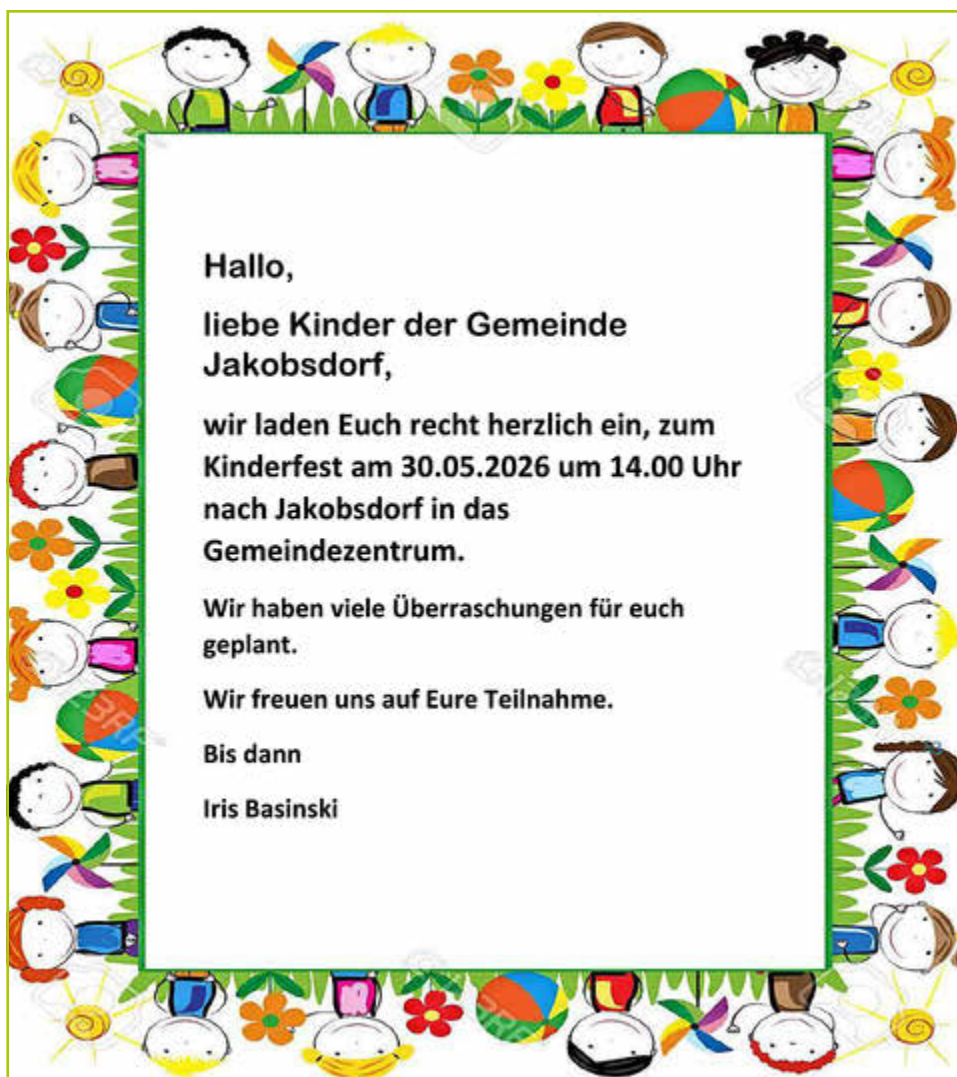 Hallo,
liebe Kinder der Gemeinde
Jakobsdorf,
wir laden Euch recht herzlich ein, zum
Kinderfest am 30.05.2026 um 14.00 Uhr
nach Jakobsdorf in das
Gemeindezentrum.
Wir haben viele Überraschungen für euch
geplant.
Wir freuen uns auf Eure Teilnahme.
Bis dann
Iris Basinski